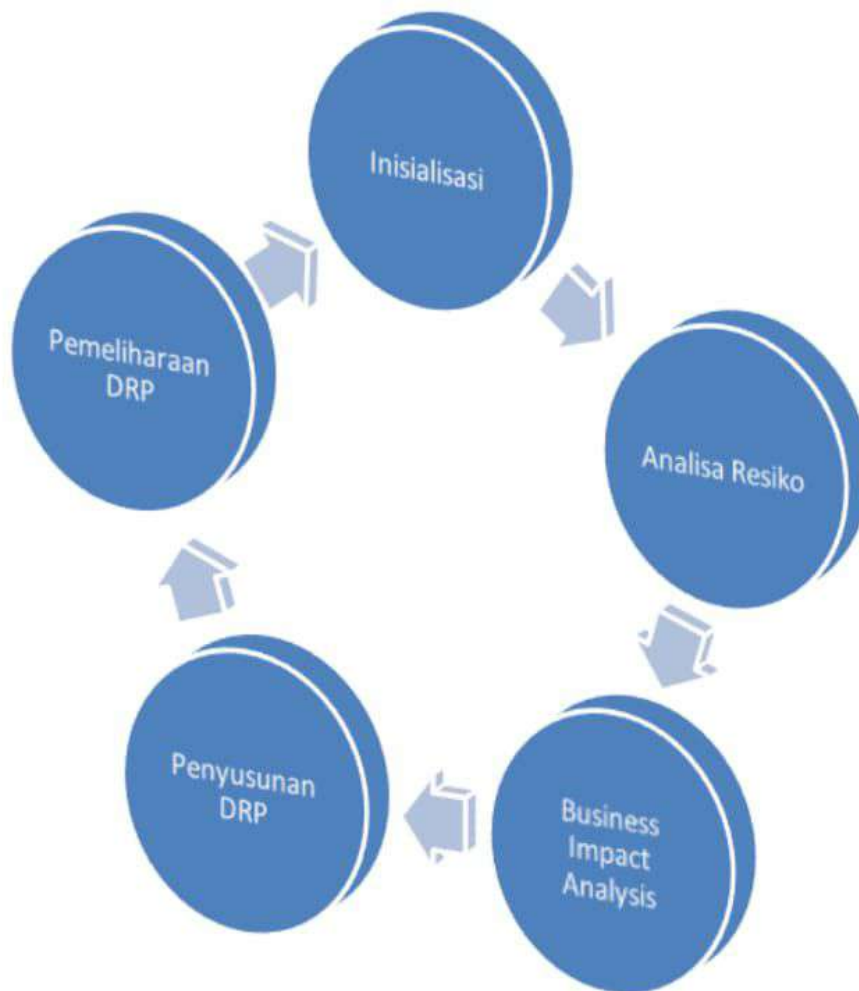 Inisialisasi
Analisa Resiko
Business
Impact
Analysis
Penyusunan
DRP
Pemeliharaan
DRP